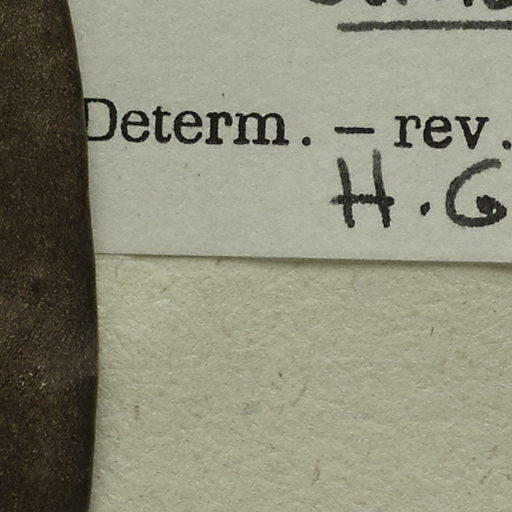 Determ. – rev.
H. G